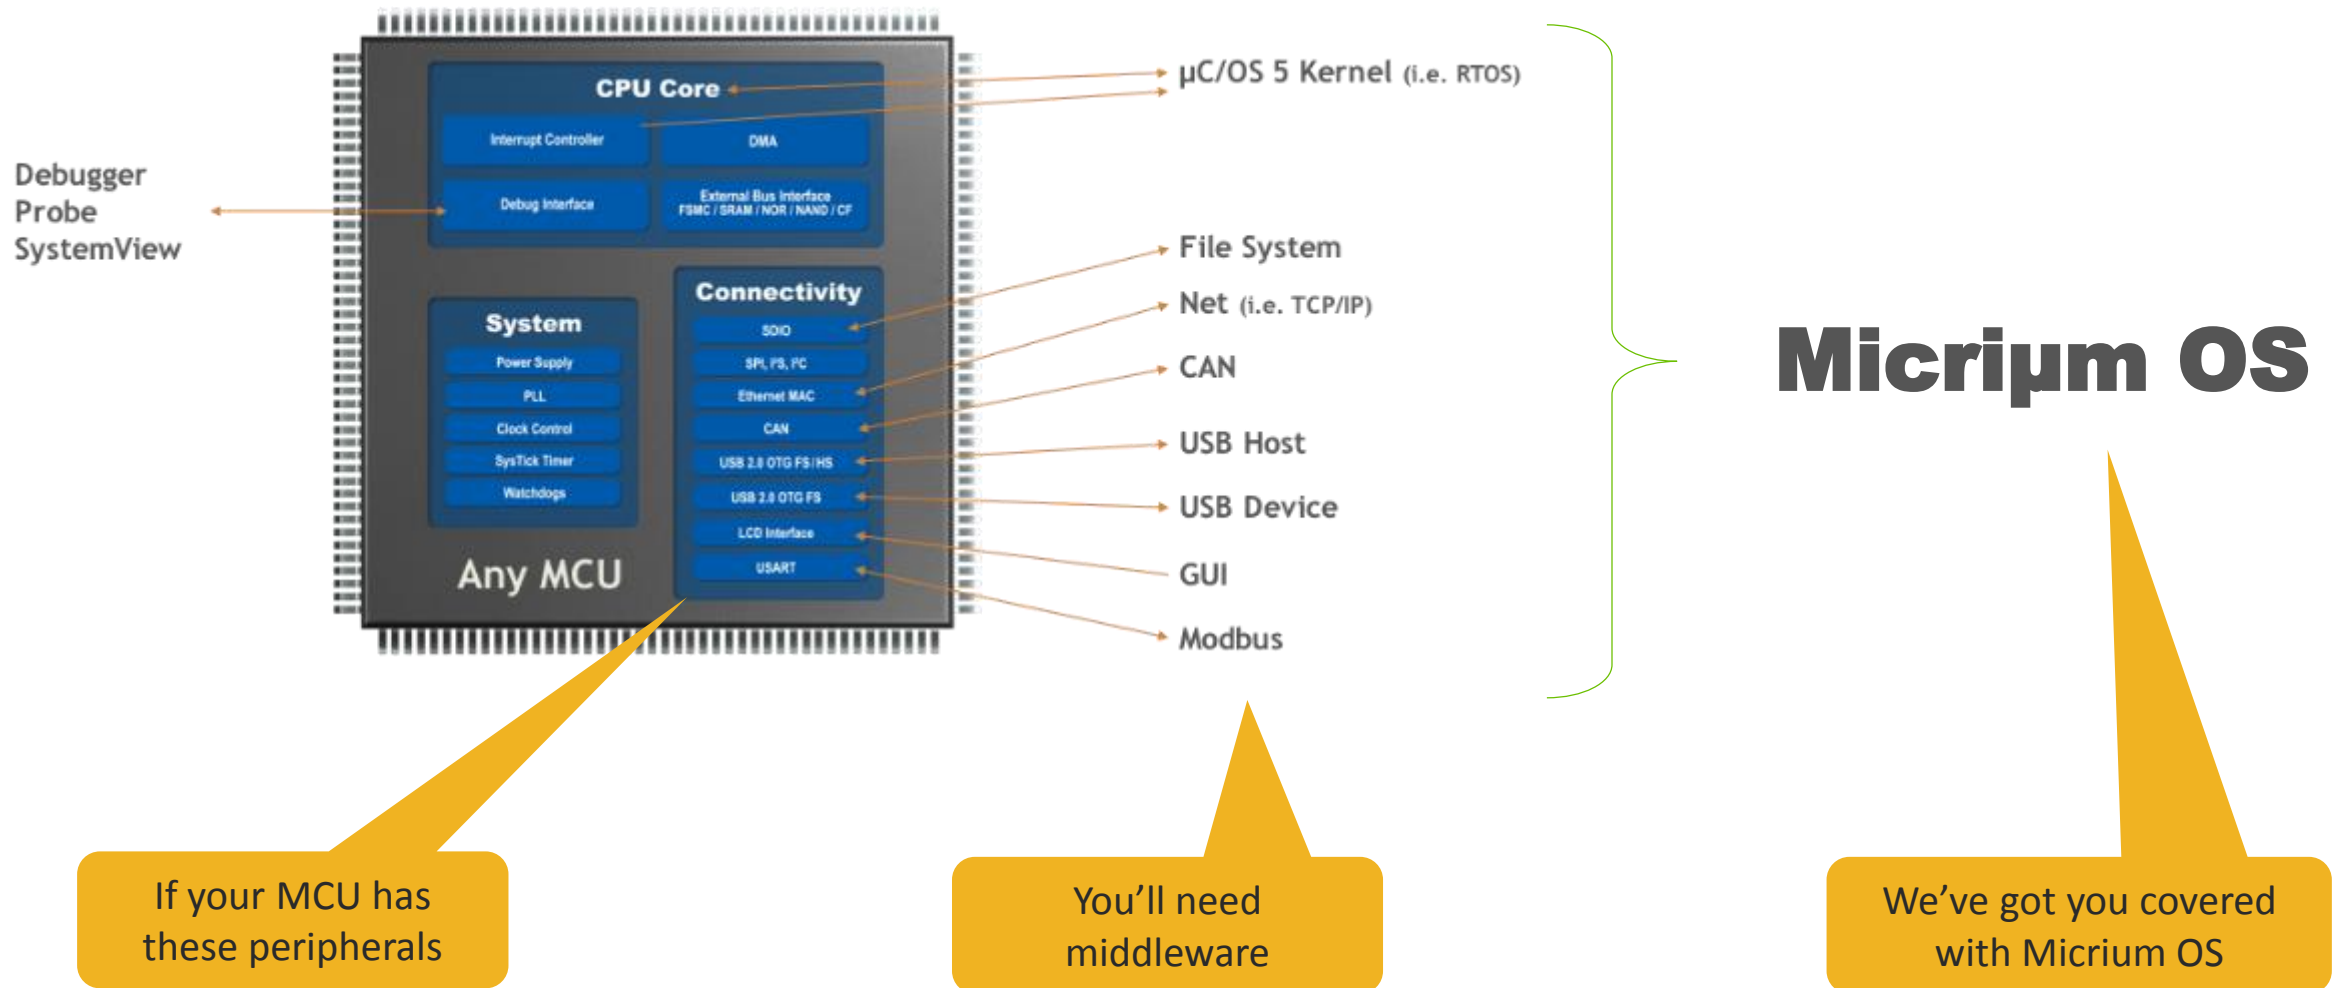 Debugger
Probe
SystemView
CPU Core
Interrupt Controller
DMA
Debug Interface
External Bus Interface
FSMC / SRAM / NOR / NAND / CF
System
Power Supply
PLL
Clock Control
SysTick Timer
Watchdogs
Connectivity
SDIO
SPI, I²S, I²C
Ethernet MAC
CAN
USB 2.0 OTG FS/HS
USB 2.0 OTG FS
LCD Interface
USART
Any MCU
µC/OS 5 Kernel (i.e. RTOS)
File System
Net (i.e. TCP/IP)
CAN
USB Host
USB Device
GUI
Modbus
Micriµm OS
If your MCU has
these peripherals
You’ll need
middleware
We’ve got you covered
with Micrium OS